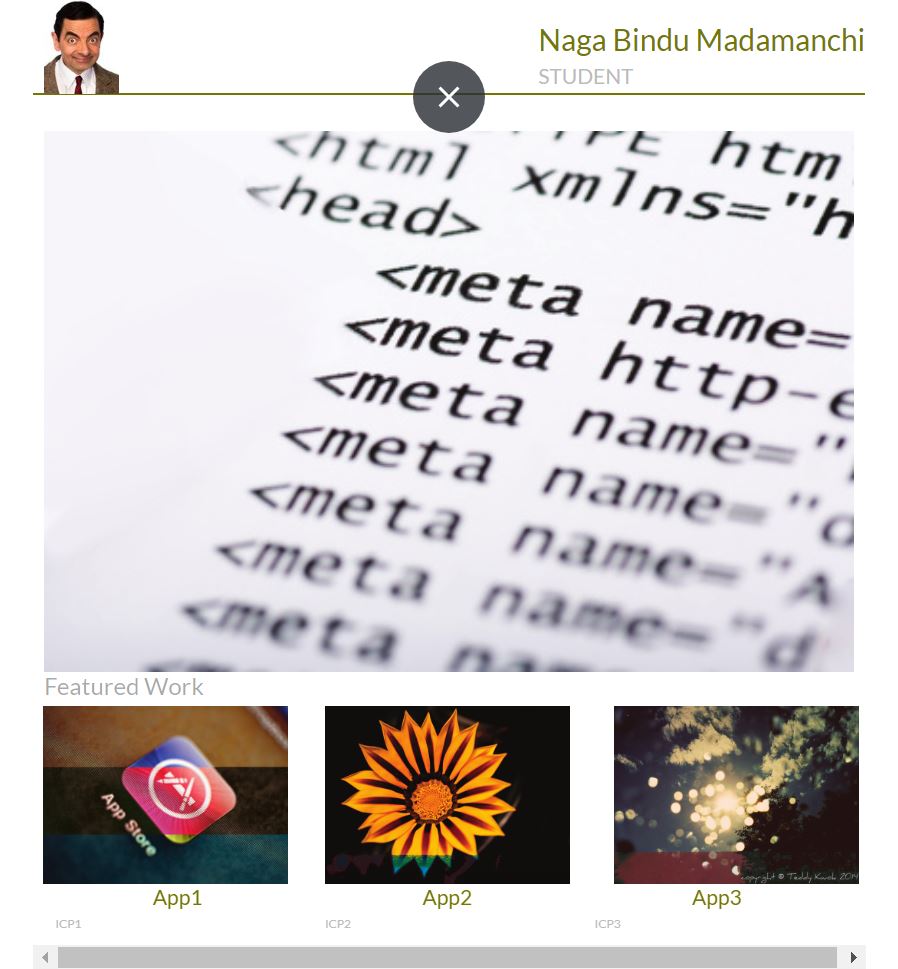 Naga Bindu Madamanchi
STUDENT
<html xmlns="h
<head>
<meta name=
<meta http-e
<meta name="
<meta name="d
<meta name="A
<meta name="d
<meta
Featured Work
App Store
copyright © Teddy Kwok 2014
App1
App2
App3
ICP1
ICP2
ICP3